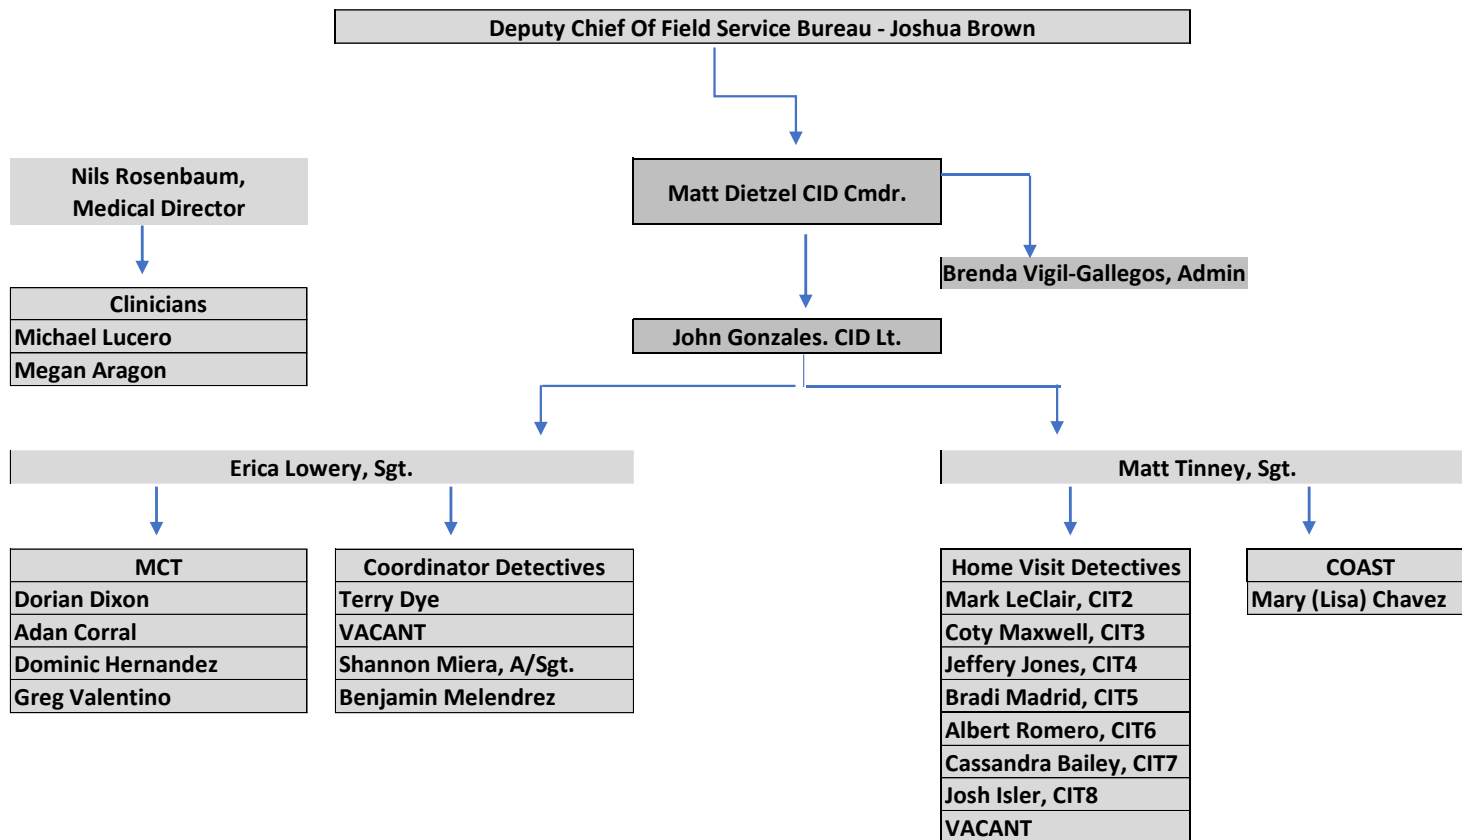 Deputy Chief Of Field Service Bureau - Joshua Brown
Nils Rosenbaum,
Medical Director
Matt Dietzel CID Cmdr.
Brenda Vigil-Gallegos, Admin
Clinicians
Michael Lucero
Megan Aragon
John Gonzales. CID Lt.
Erica Lowery, Sgt.
Matt Tinney, Sgt.
MCT
Dorian Dixon
Adan Corral
Dominic Hernandez
Greg Valentino
Coordinator Detectives
Terry Dye
VACANT
Shannon Miera, A/Sgt.
Benjamin Melendrez
Home Visit Detectives
Mark LeClair, CIT2
Coty Maxwell, CIT3
Jeffery Jones, CIT4
Bradi Madrid, CIT5
Albert Romero, CIT6
Cassandra Bailey, CIT7
Josh Isler, CIT8
VACANT
COAST
Mary (Lisa) Chavez